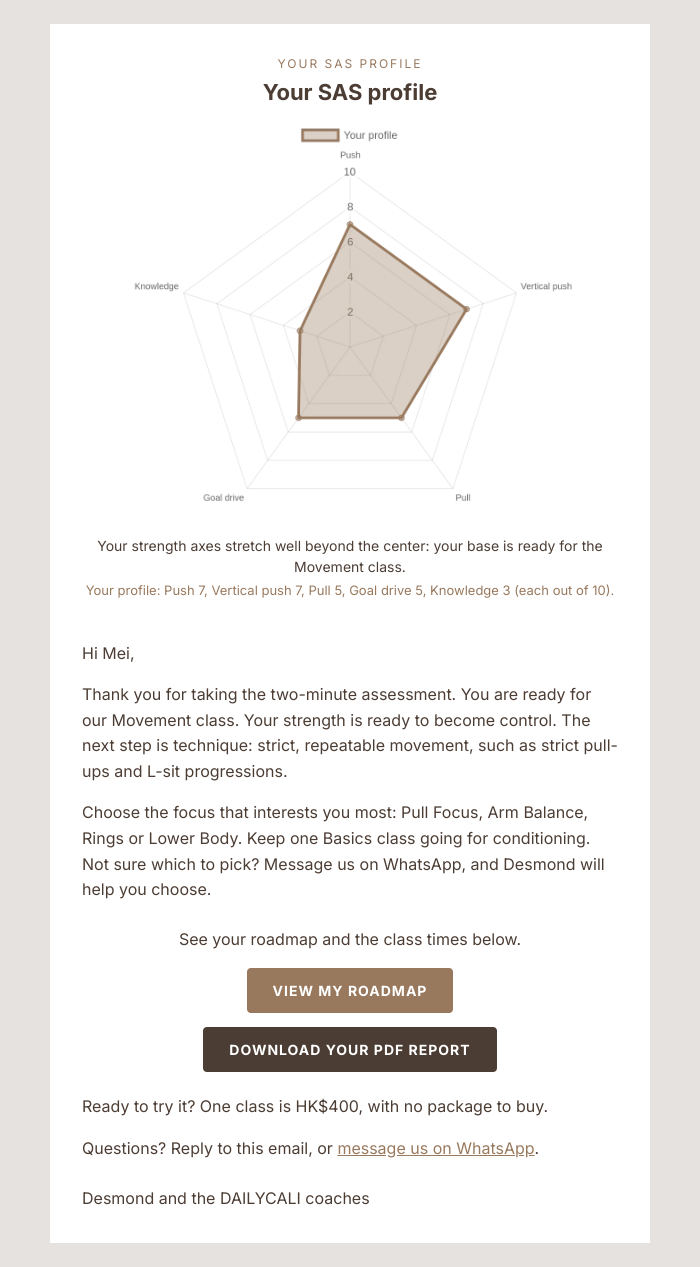 YOUR SAS PROFILE
Your SAS profile
Your profile
Push
10
8
6
4
2
Knowledge
Vertical push
Goal drive
Pull
Your strength axes stretch well beyond the center: your base is ready for the
Movement class.
Your profile: Push 7, Vertical push 7, Pull 5, Goal drive 5, Knowledge 3 (each out of 10).
Hi Mei,
Thank you for taking the two-minute assessment. You are ready for
our Movement class. Your strength is ready to become control. The
next step is technique: strict, repeatable movement, such as strict pull-
ups and L-sit progressions.
Choose the focus that interests you most: Pull Focus, Arm Balance,
Rings or Lower Body. Keep one Basics class going for conditioning.
Not sure which to pick? Message us on WhatsApp, and Desmond will
help you choose.
See your roadmap and the class times below.
VIEW MY ROADMAP
DOWNLOAD YOUR PDF REPORT
Ready to try it? One class is HK$400, with no package to buy.
Questions? Reply to this email, or message us on WhatsApp.
Desmond and the DAILYCALI coaches